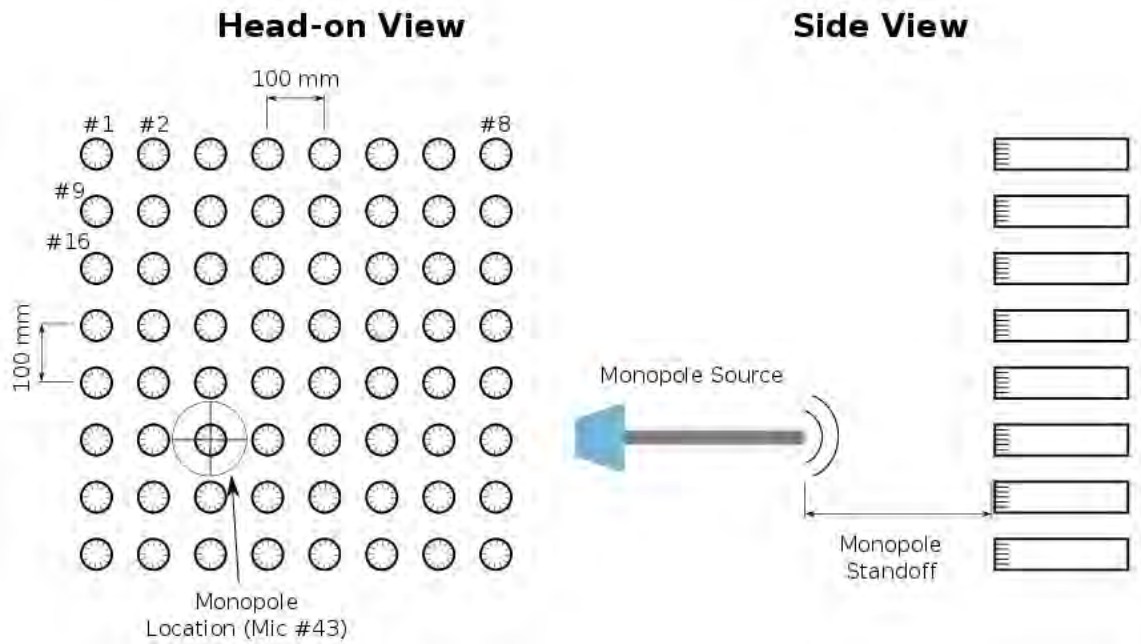 Head-on View
Side View
100 mm
#1 #2 #8
#9
#16
100 mm
Monopole Source
Monopole
Standoff
Monopole
Location (Mic #43)